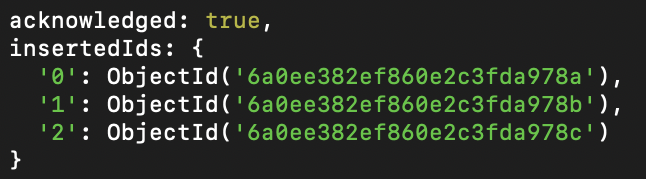 acknowledged: true,
insertedIds: {
  '0': ObjectId('6a0ee382ef860e2c3fda978a'),
  '1': ObjectId('6a0ee382ef860e2c3fda978b'),
  '2': ObjectId('6a0ee382ef860e2c3fda978c')
}